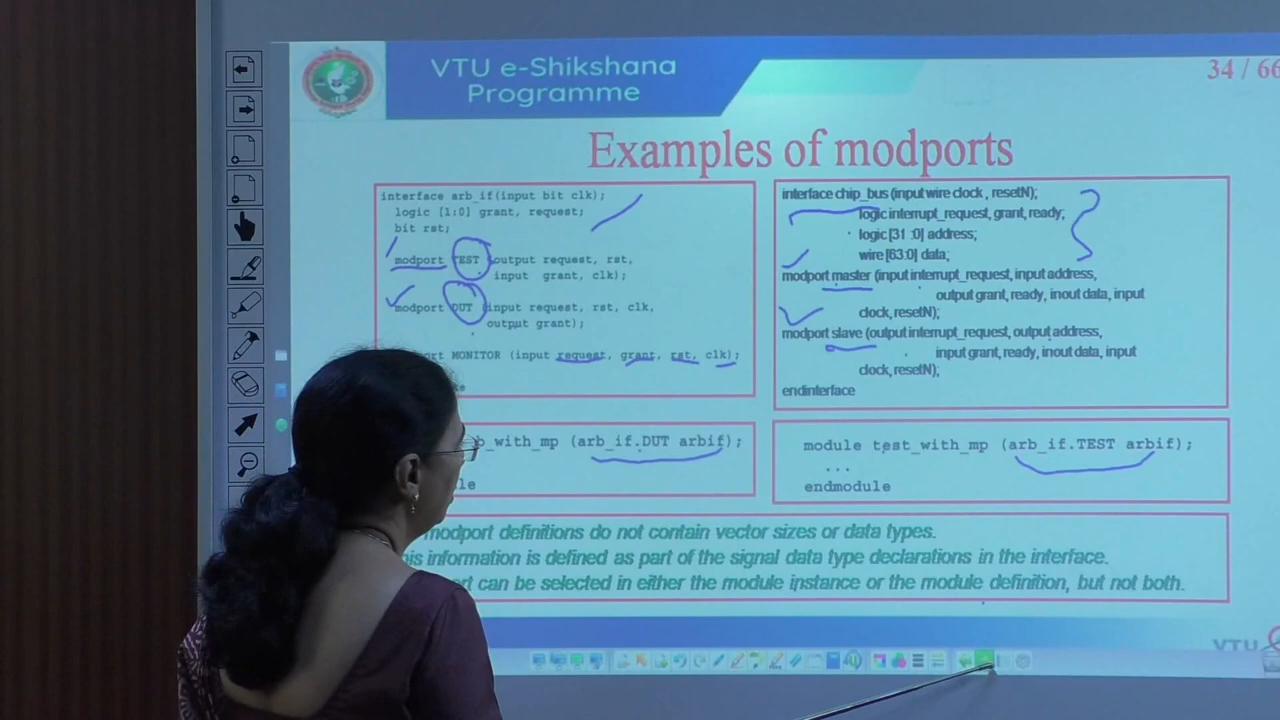 VTU e-Shikshana
Programme
34 / 66
Examples of modports
interface arb_if(input bit clk);
logic [1:0] grant, request;
bit rst;
modport TEST (output request, rst,
input grant, clk);
modport DUT (input request, rst, clk,
output grant);
MONITOR (input request, grant, rst, clk);
interface chip_bus (input wire clock , resetN);
logic interrupt_request, grant, ready;
logic [31 :0] address;
wire [63:0] data;
modport master (input interrupt_request, input address,
output grant, ready, inout data, input
clock, resetN);
modport slave (output interrupt_request, output address,
input grant, ready, inout data, input
clock, resetN);
endinterface
b_with_mp (arb_if.DUT arbif);
le
module test_with_mp (arb_if.TEST arbif);
...
endmodule
modport definitions do not contain vector sizes or data types.
is information is defined as part of the signal data type declarations in the interface.
rt can be selected in either the module instance or the module definition, but not both.
VTU